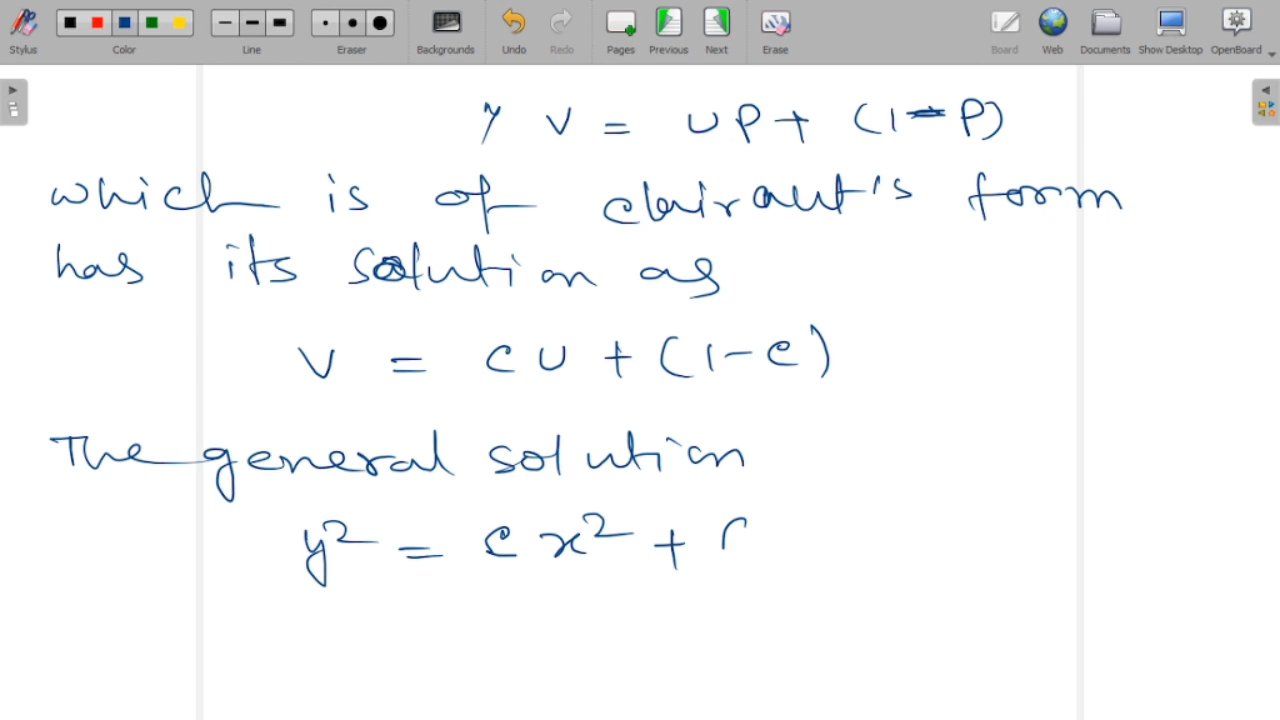 Stylus Color Line Eraser Backgrounds Undo Redo Pages Previous Next Erase Board Web Documents Show Desktop OpenBoard
V = UP + (1 - P)
which is of clairaut's form
has its solution as
V = CU + (1 - C)
The general solution
y² = c x² + (